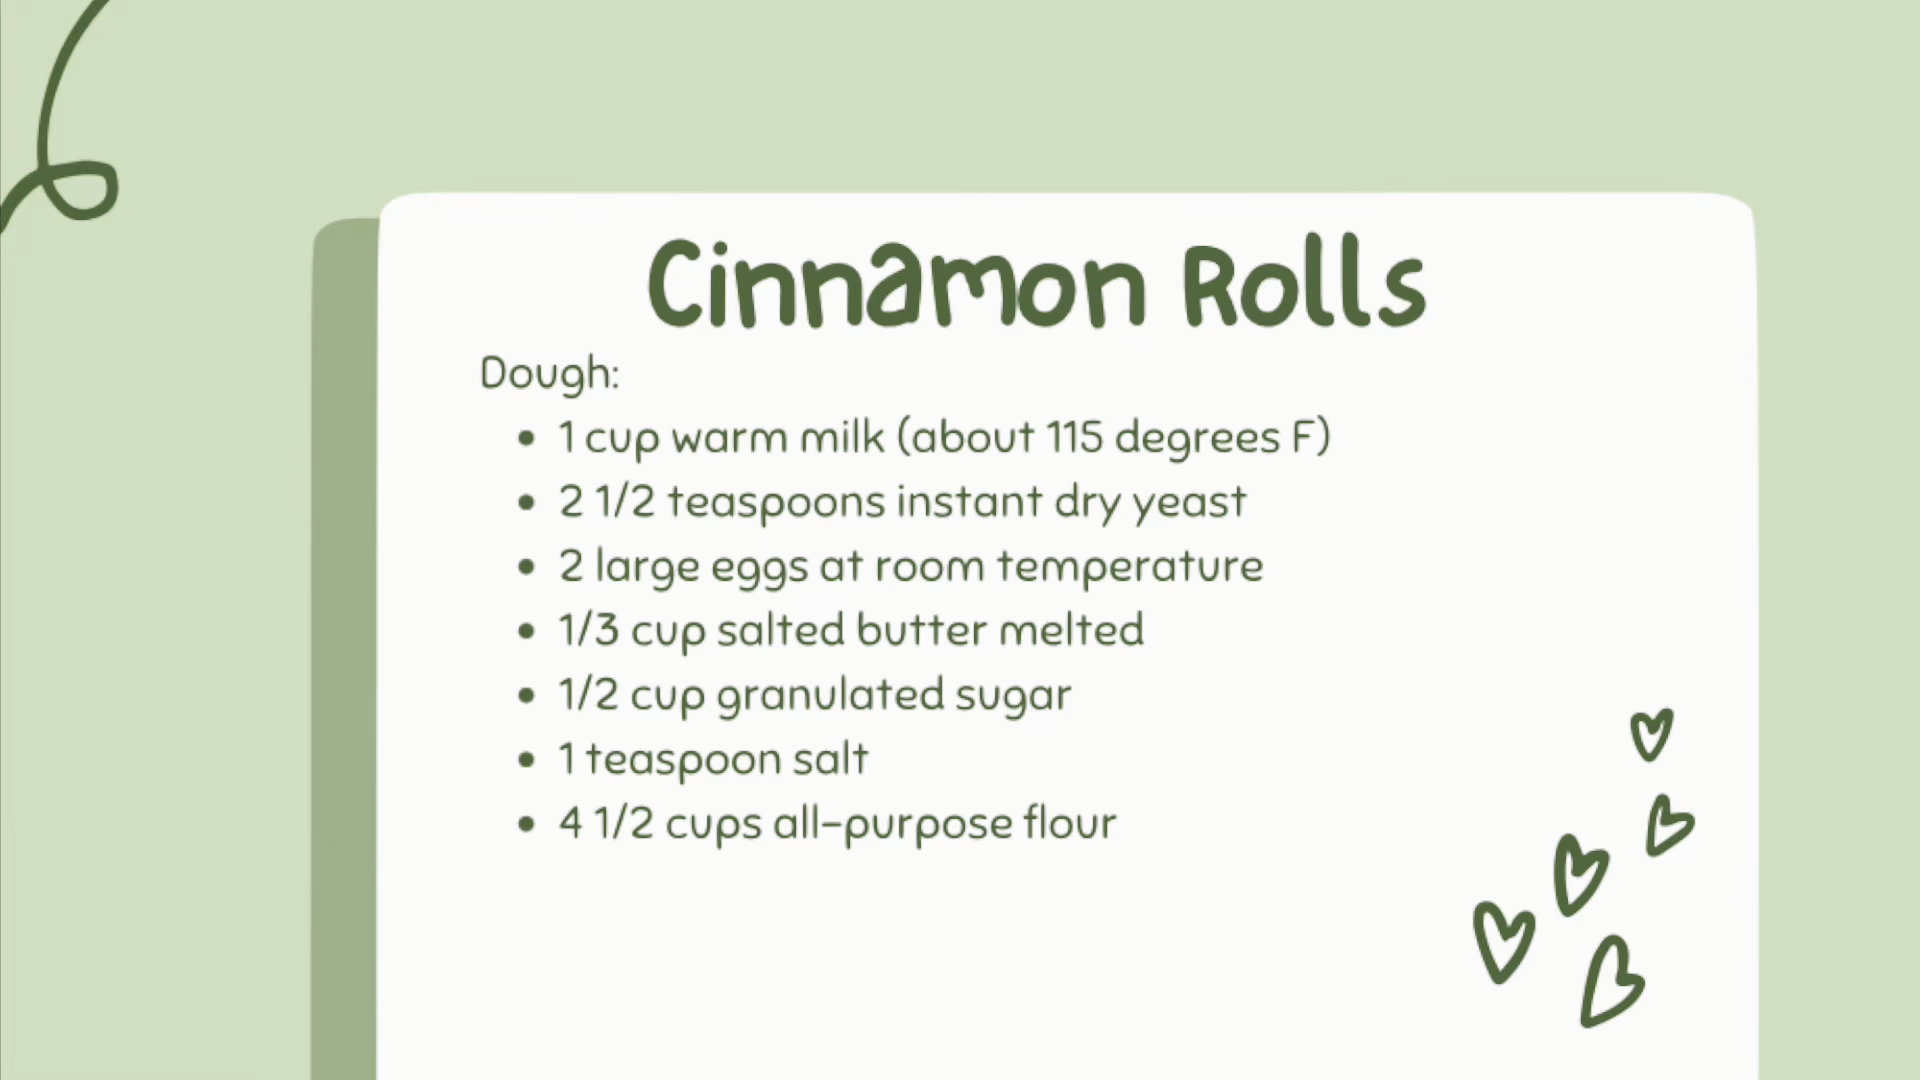 Cinnamon Rolls
Dough:
• 1 cup warm milk (about 115 degrees F)
• 2 1/2 teaspoons instant dry yeast
• 2 large eggs at room temperature
• 1/3 cup salted butter melted
• 1/2 cup granulated sugar
• 1 teaspoon salt
• 4 1/2 cups all-purpose flour